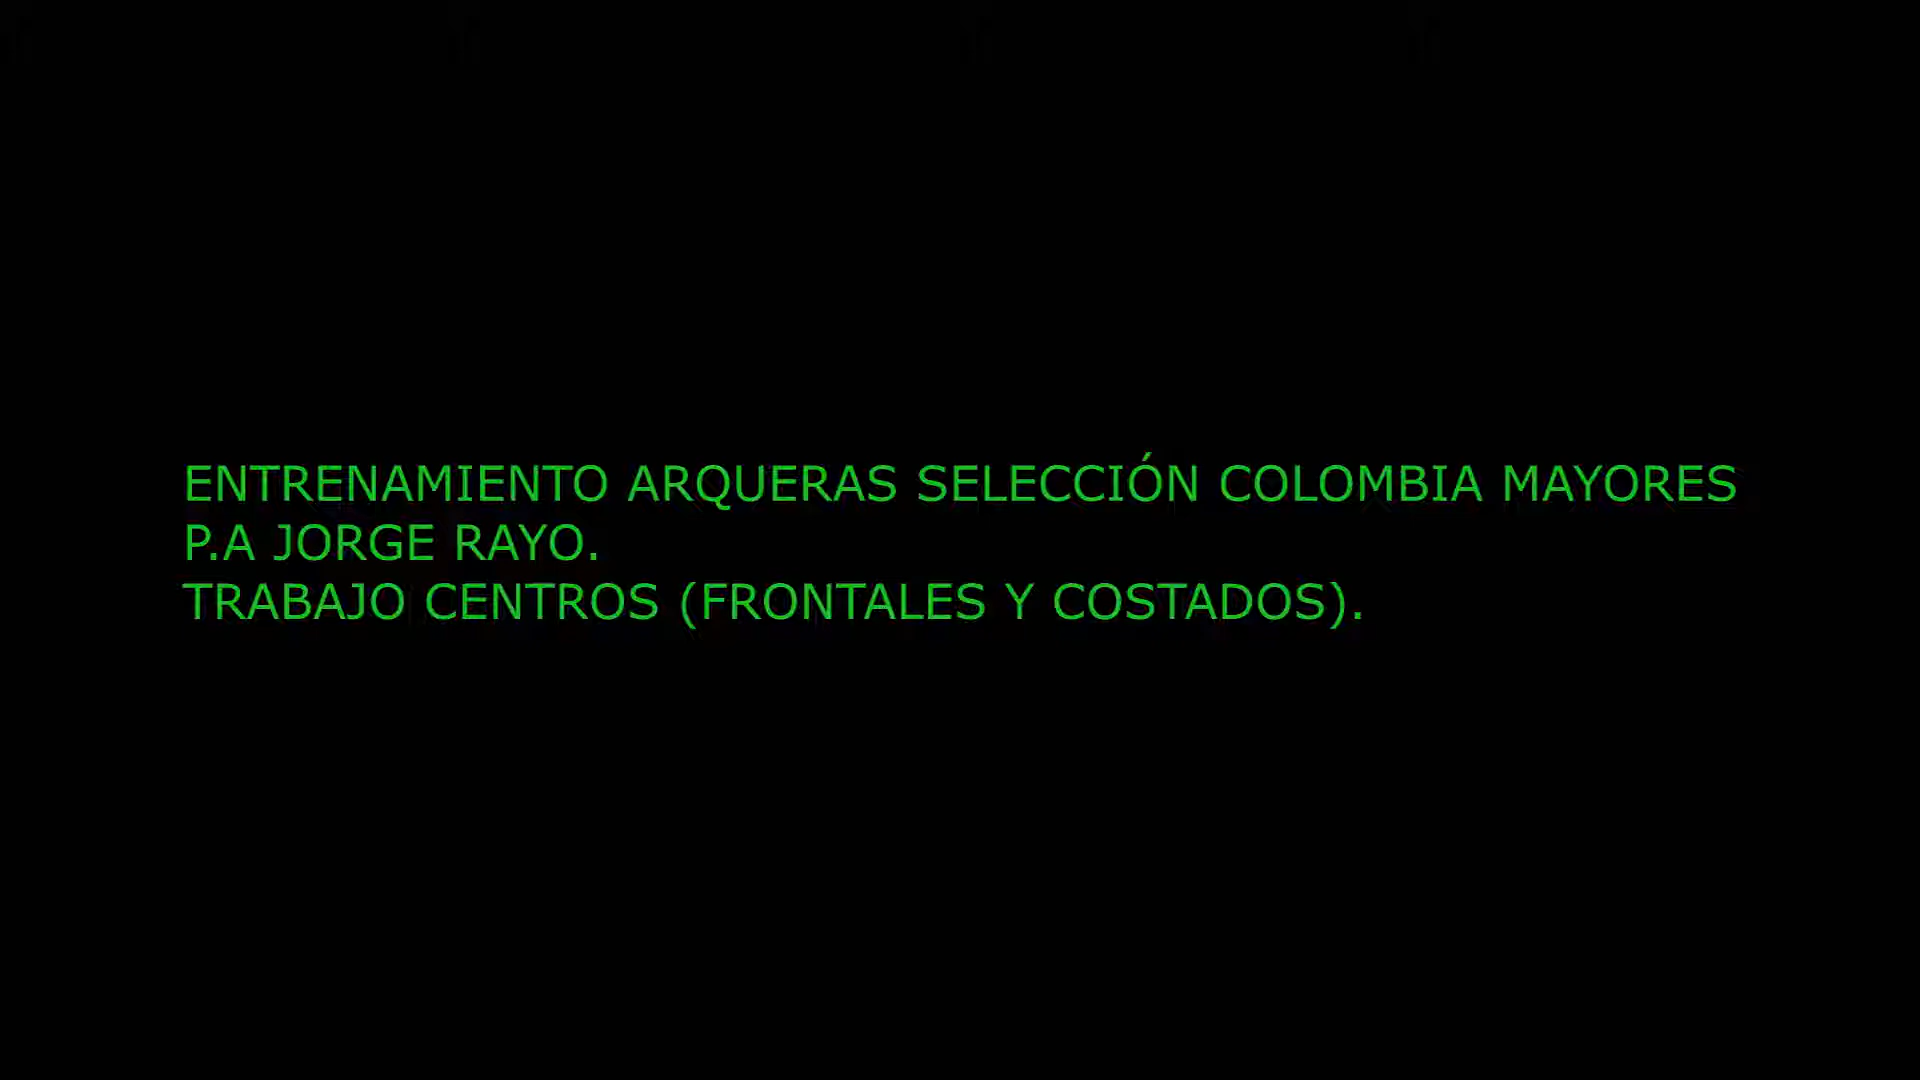 ENTRENAMIENTO ARQUERAS SELECCIÓN COLOMBIA MAYORES
P.A JORGE RAYO.
TRABAJO CENTROS (FRONTALES Y COSTADOS).